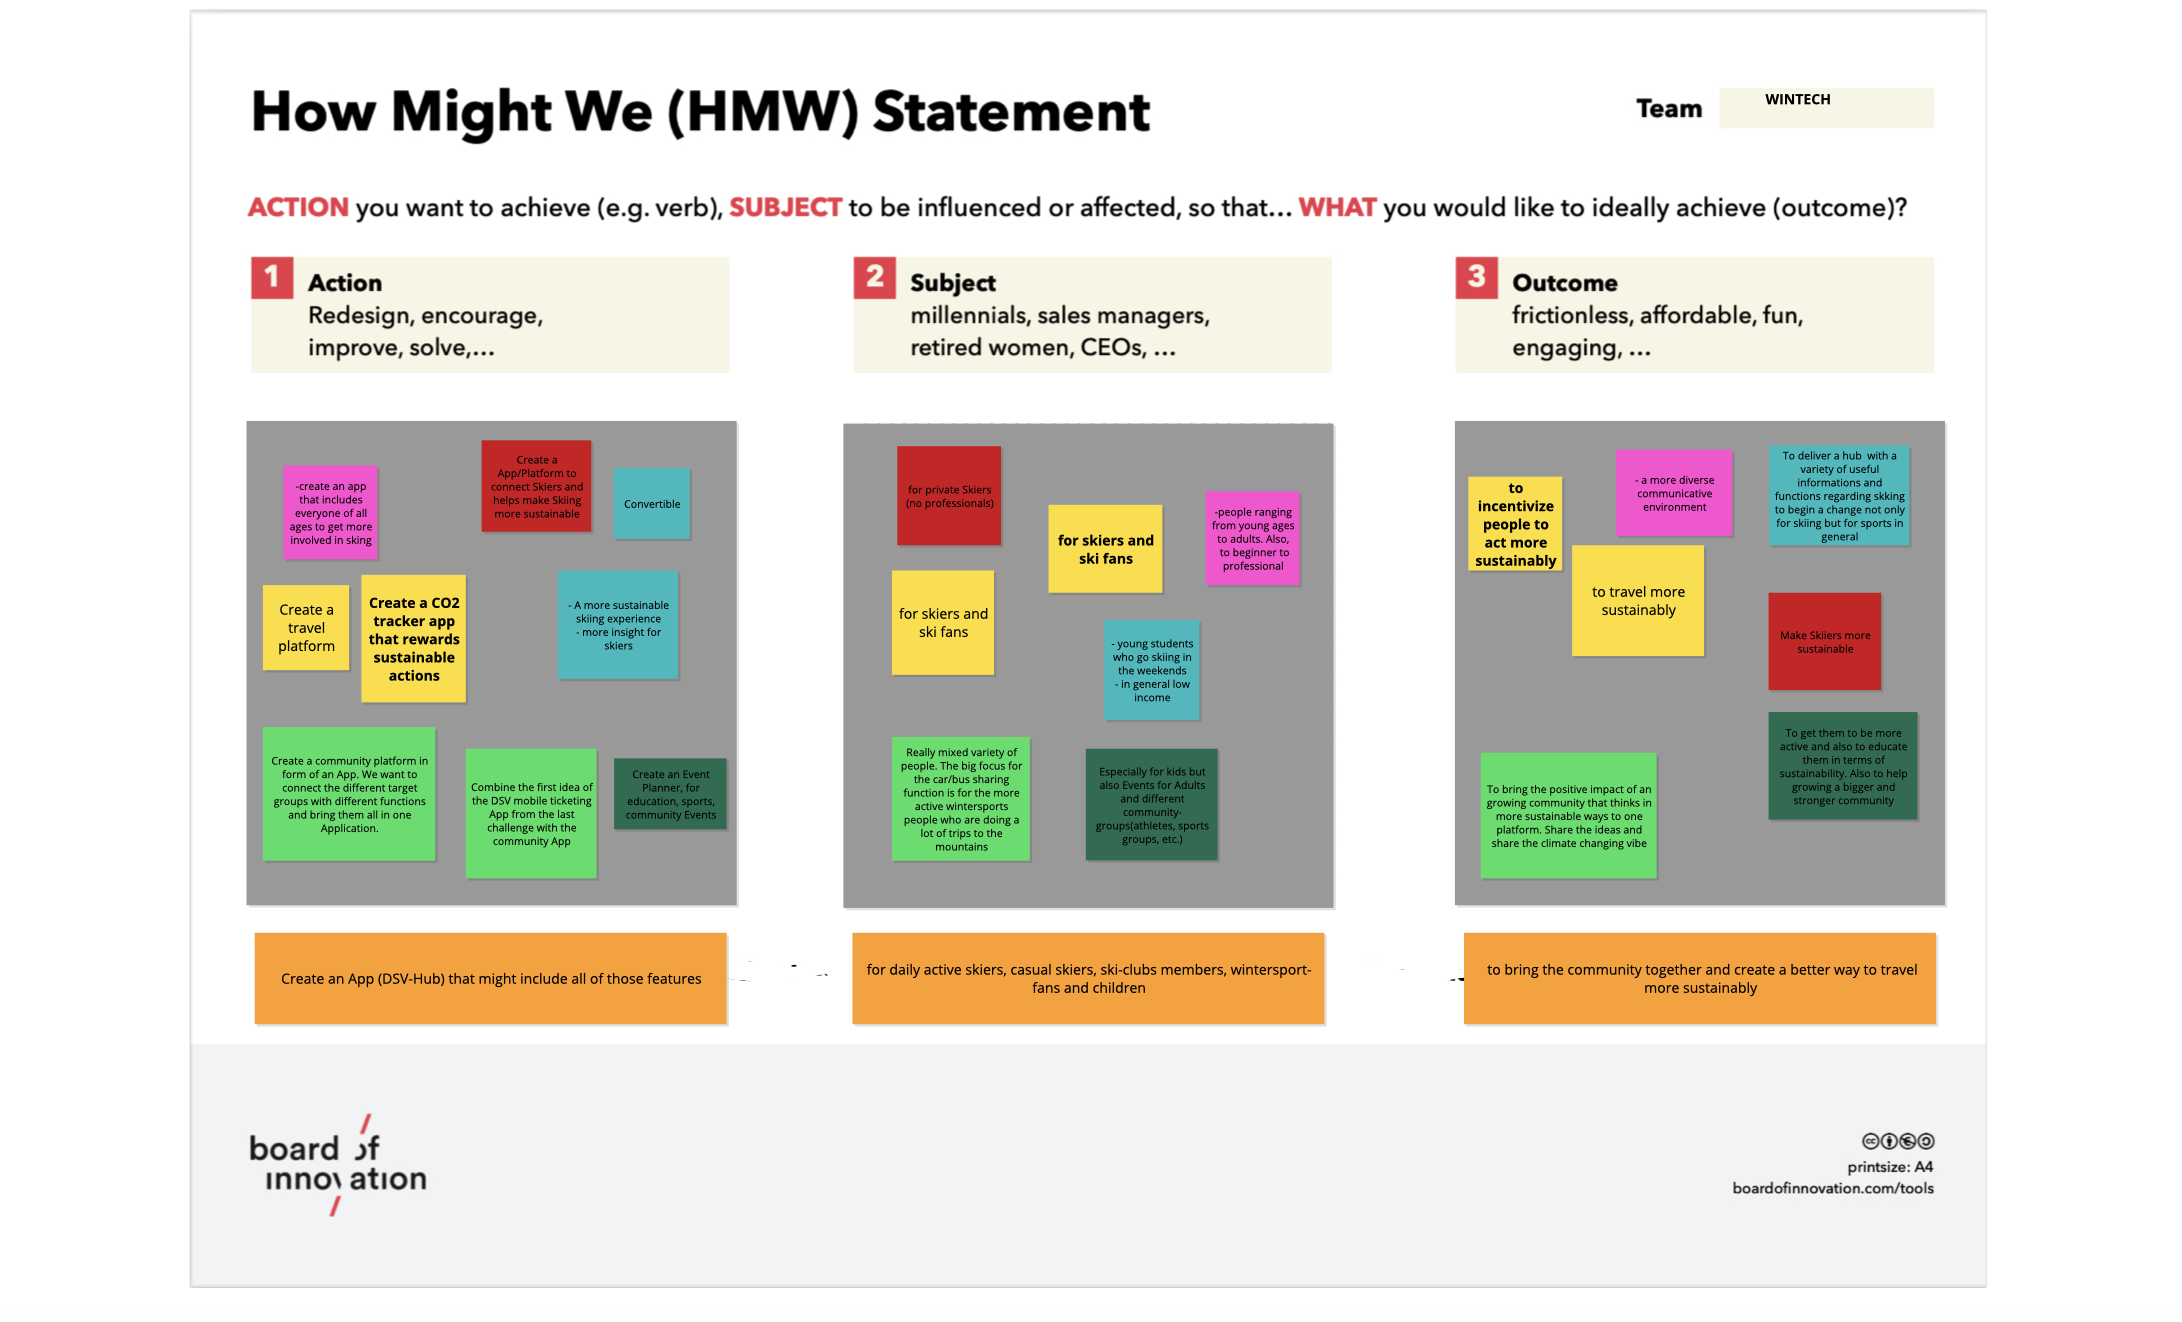 How Might We (HMW) Statement
Team
WINTECH
ACTION you want to achieve (e.g. verb), SUBJECT to be influenced or affected, so that... WHAT you would like to ideally achieve (outcome)?
1
Action
Redesign, encourage,
improve, solve,...
2
Subject
millennials, sales managers,
retired women, CEOs, ...
3
Outcome
frictionless, affordable, fun,
engaging, ...
-create an app
that includes
everyone of all
ages to get more
involved in sking
Create a
App/Platform to
connect Skiers and
helps make Skiing
more sustainable
Convertible
Create a
travel
platform
Create a CO2
tracker app
that rewards
sustainable
actions
- A more sustainable
skiing experience
- more insight for
skiers
Create a community platform in
form of an App. We want to
connect the different target
groups with different functions
and bring them all in one
Application.
Combine the first idea of
the DSV mobile ticketing
App from the last
challenge with the
community App
Create an Event
Planner, for
education, sports,
community Events
for private Skiers
(no professionals)
for skiers and
ski fans
-people ranging
from young ages
to adults. Also,
to beginner to
professional
for skiers and
ski fans
- young students
who go skiing in
the weekends
- in general low
income
Really mixed variety of
people. The big focus for
the car/bus sharing
function is for the more
active wintersports
people who are doing a
lot of trips to the
mountains
Especially for kids but
also Events for Adults
and different
community-
groups(athletes, sports
groups, etc.)
to
incentivize
people to
act more
sustainably
- a more diverse
communicative
environment
To deliver a hub with a
variety of useful
informations and
functions regarding skking
to begin a change not only
for skiing but for sports in
general
to travel more
sustainably
Make Skiiers more
sustainable
To get them to be more
active and also to educate
them in terms of
sustainability. Also to help
growing a bigger and
stronger community
To bring the positive impact of an
growing community that thinks in
more sustainable ways to one
platform. Share the ideas and
share the climate changing vibe
Create an App (DSV-Hub) that might include all of those features
for daily active skiers, casual skiers, ski-clubs members, wintersport-
fans and children
to bring the community together and create a better way to travel
more sustainably
board of
innovation
printsize: A4
boardofinnovation.com/tools